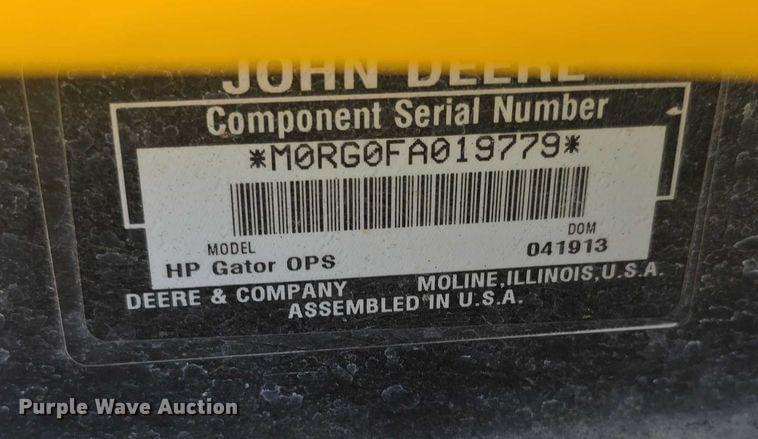 JOHN DEERE
Component Serial Number
*M0RG0FA019779*
MODEL DOM
HP Gator OPS 041913
DEERE & COMPANY MOLINE, ILLINOIS, U.S.A.
ASSEMBLED IN U.S.A.
Purple Wave Auction